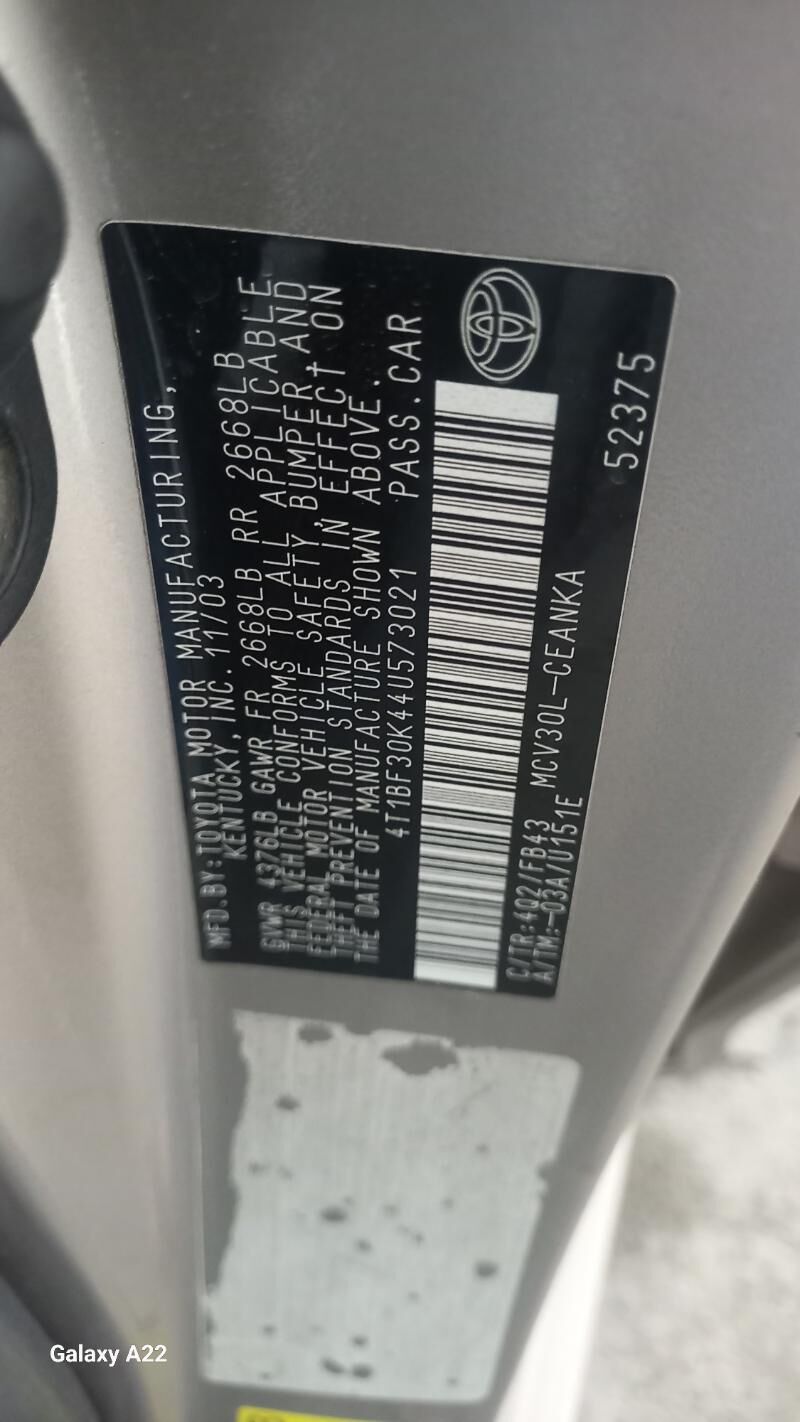 MFD.BY:TOYOTA MOTOR MANUFACTURING,
KENTUCKY, INC. 11/03
GVWR 4376LB GAWR FR 2668LB RR 2668LB
THIS VEHICLE CONFORMS TO ALL APPLICABLE
FEDERAL MOTOR VEHICLE SAFETY, BUMPER, AND
THEFT PREVENTION STANDARDS IN EFFECT ON
THE DATE OF MANUFACTURE SHOWN ABOVE.
4T1BF30K44U573021 PASS.CAR
C/TR:4Q2/FB43 MCV30L-CEANKA
A/TM:-03A/U151E
52375
Galaxy A22